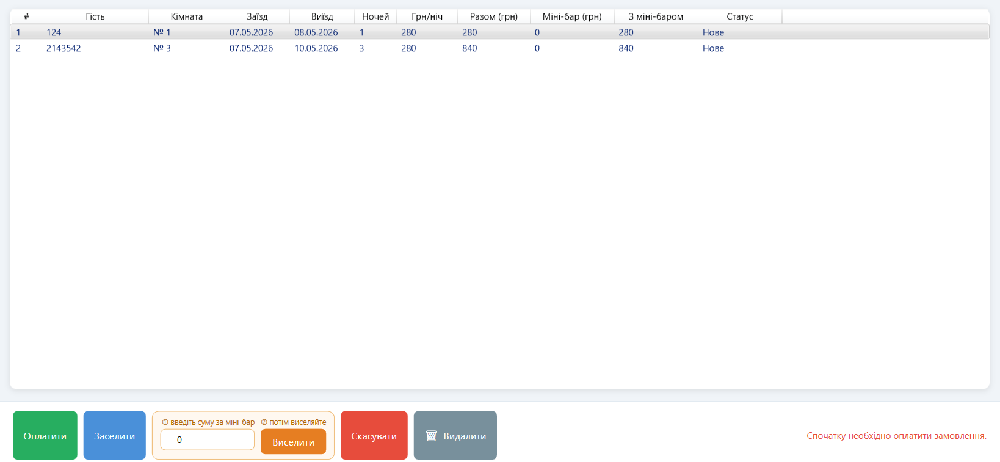 # Гість Кімната Заїзд Виїзд Ночей Грн/ніч Разом (грн) Міні-бар (грн) З міні-баром Статус
1 124 № 1 07.05.2026 08.05.2026 1 280 280 0 280 Нове
2 2143542 № 3 07.05.2026 10.05.2026 3 280 840 0 840 Нове
① введіть суму за міні-бар ② потім виселяйте
Оплатити Заселити 0 Виселити Скасувати Видалити Спочатку необхідно оплатити замовлення.